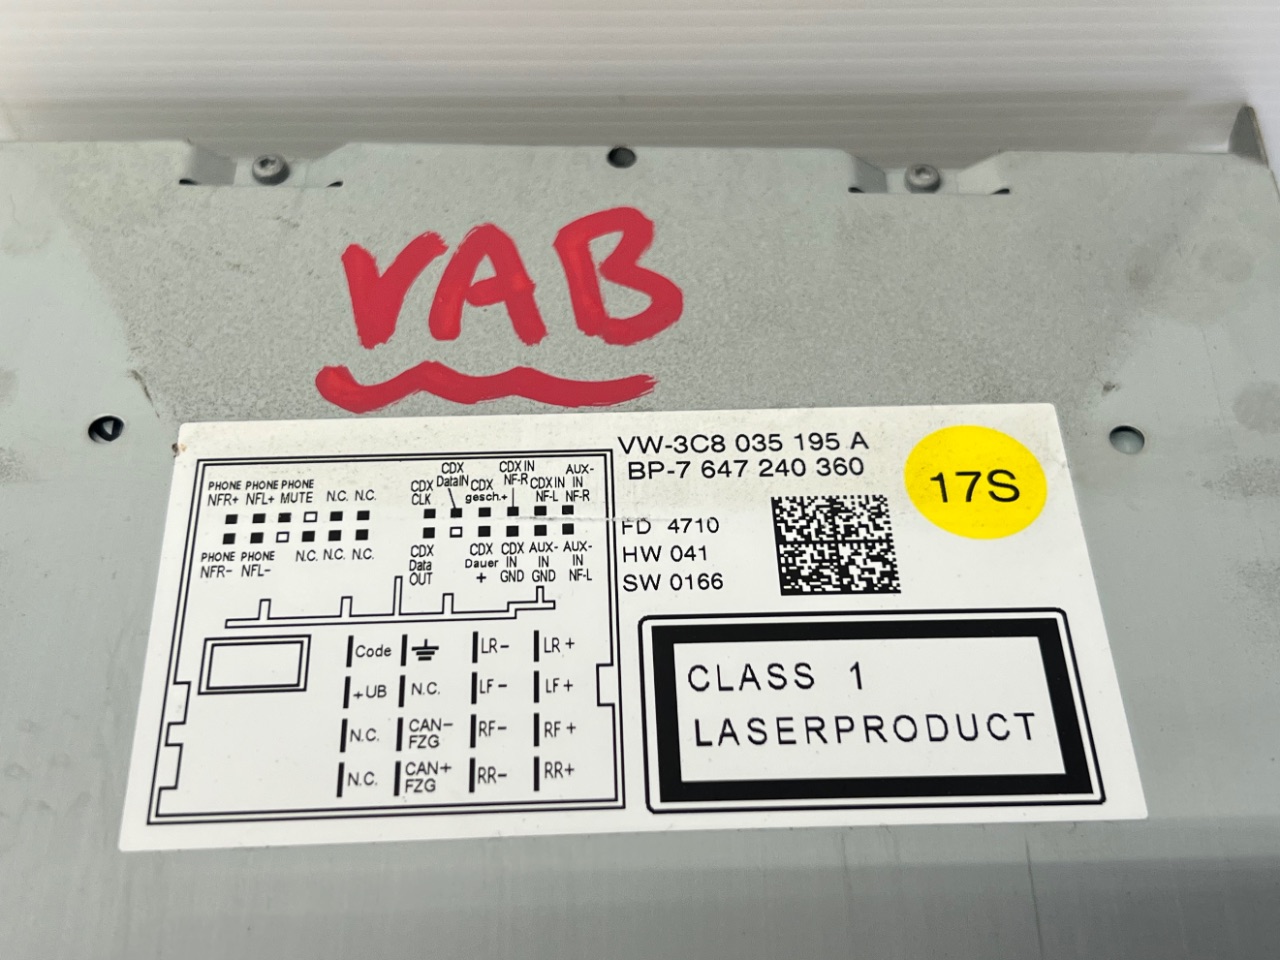 VAB
VW-3C8 035 195 A
BP-7 647 240 360
17S
FD 4710
HW 041
SW 0166
CLASS 1
LASERPRODUCT
PHONE PHONE PHONE
NFR+ NFL+ MUTE N.C. N.C.
PHONE PHONE
NFR- NFL- N.C. N.C. N.C.
CDX CLK
CDX DataIN
CDX gesch.+
CDX IN NF-R
CDX IN NF-L
AUX-IN NF-R
CDX Data OUT
CDX Dauer +
CDX IN GND
AUX-IN GND
AUX-IN NF-L
Code LR- LR+
+UB N.C. LF- LF+
N.C. CAN- FZG RF- RF+
N.C. CAN+ FZG RR- RR+